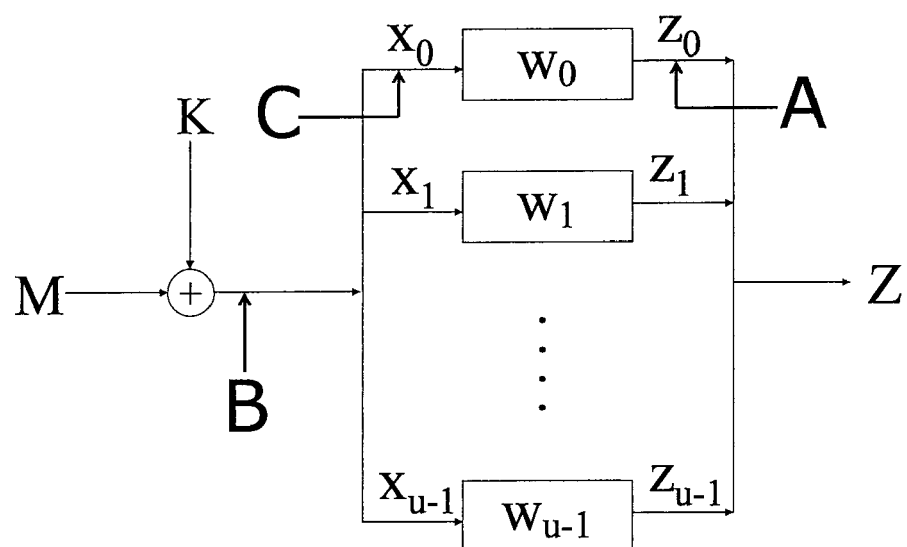 x₀ w₀ z₀
C A
K
x₁ w₁ z₁
M + Z
B
xᵤ₋₁ wᵤ₋₁ zᵤ₋₁